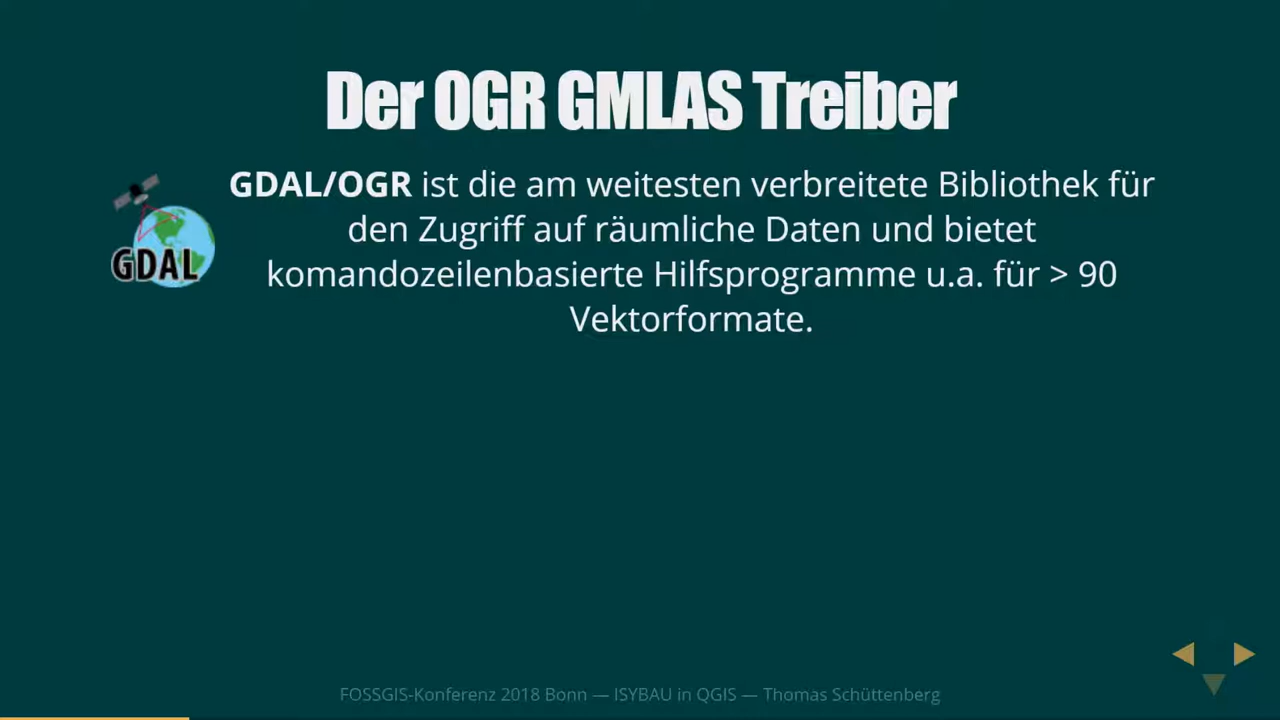 Der OGR GMLAS Treiber
GDAL/OGR ist die am weitesten verbreitete Bibliothek für
den Zugriff auf räumliche Daten und bietet
komandozeilenbasierte Hilfsprogramme u.a. für > 90
Vektorformate.
GDAL
FOSSGIS-Konferenz 2018 Bonn — ISYBAU in QGIS — Thomas Schüttenberg